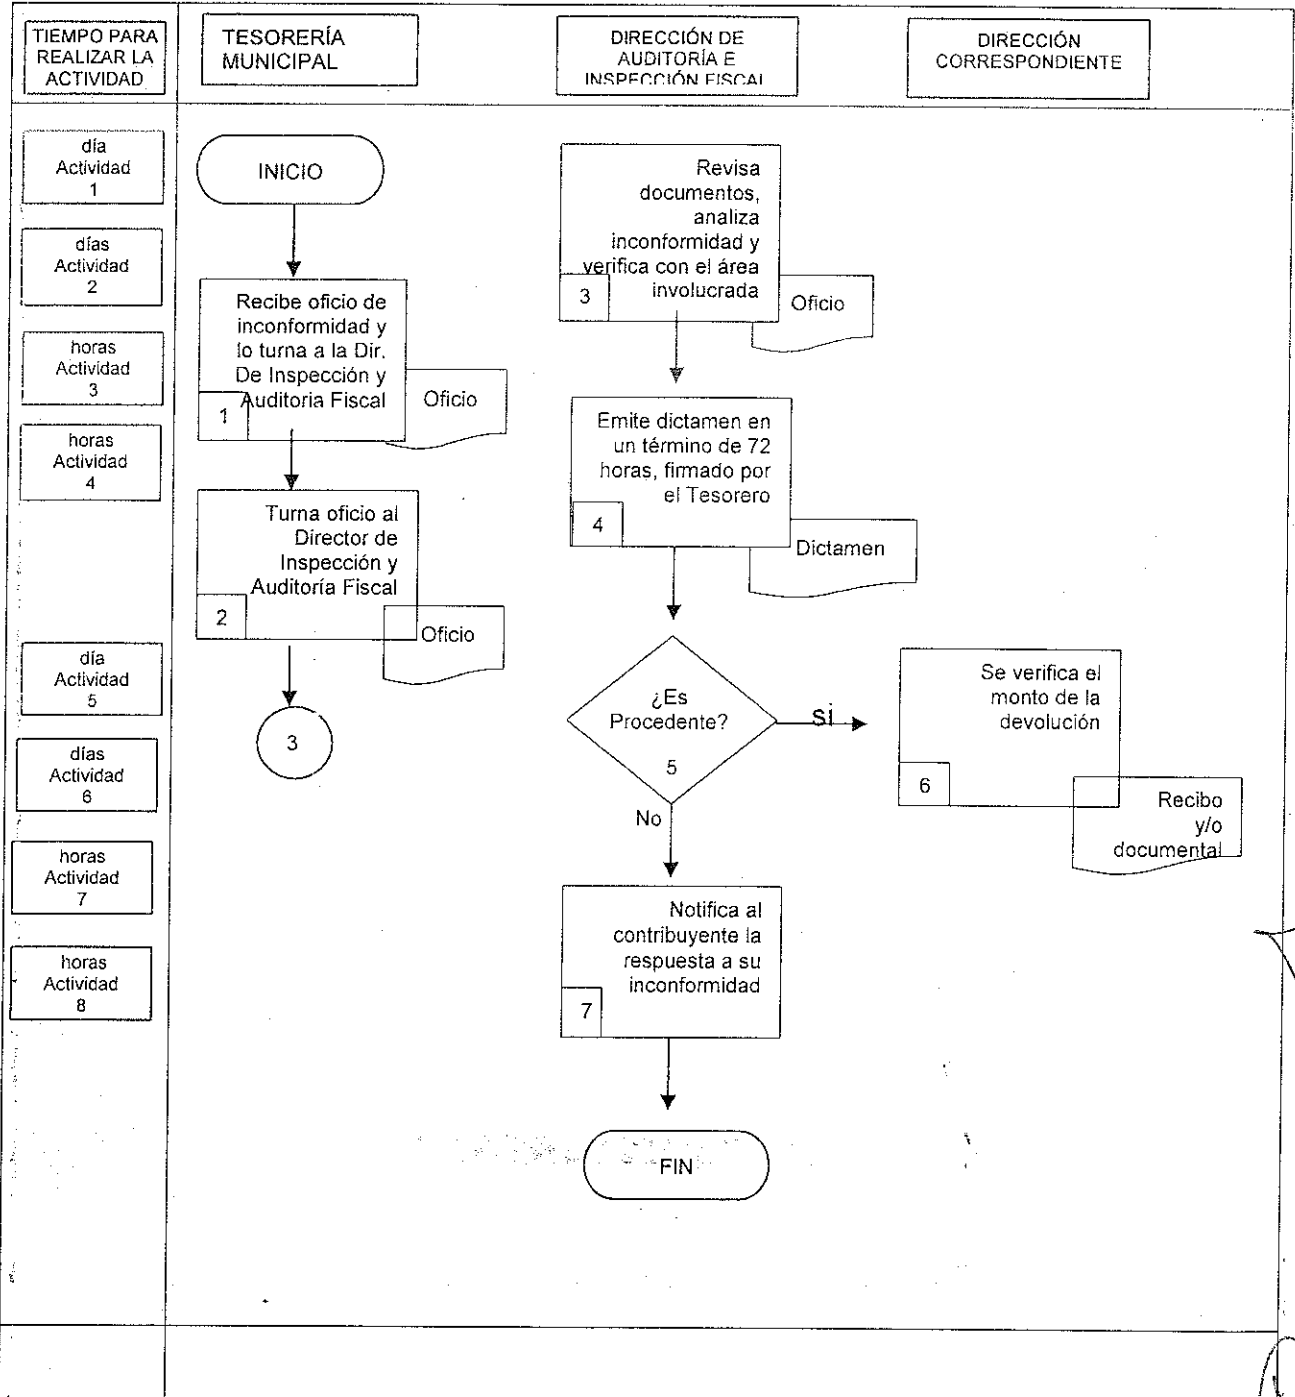 TIEMPO PARA
REALIZAR LA
ACTIVIDAD
TESORERÍA
MUNICIPAL
DIRECCIÓN DE
AUDITORÍA E
INSPECCIÓN FISCAL
DIRECCIÓN
CORRESPONDIENTE
día
Actividad
1
días
Actividad
2
horas
Actividad
3
horas
Actividad
4
día
Actividad
5
días
Actividad
6
horas
Actividad
7
horas
Actividad
8
INICIO
Recibe oficio de
inconformidad y
lo turna a la Dir.
De Inspección y
Auditoria Fiscal
1
Oficio
Turna oficio al
Director de
Inspección y
Auditoría Fiscal
2
Oficio
3
Revisa
documentos,
analiza
inconformidad y
verifica con el área
involucrada
3
Oficio
Emite dictamen en
un término de 72
horas, firmado por
el Tesorero
4
Dictamen
¿Es
Procedente?
5
si
No
Se verifica el
monto de la
devolución
6
Recibo
y/o
documental
Notifica al
contribuyente la
respuesta a su
inconformidad
7
FIN